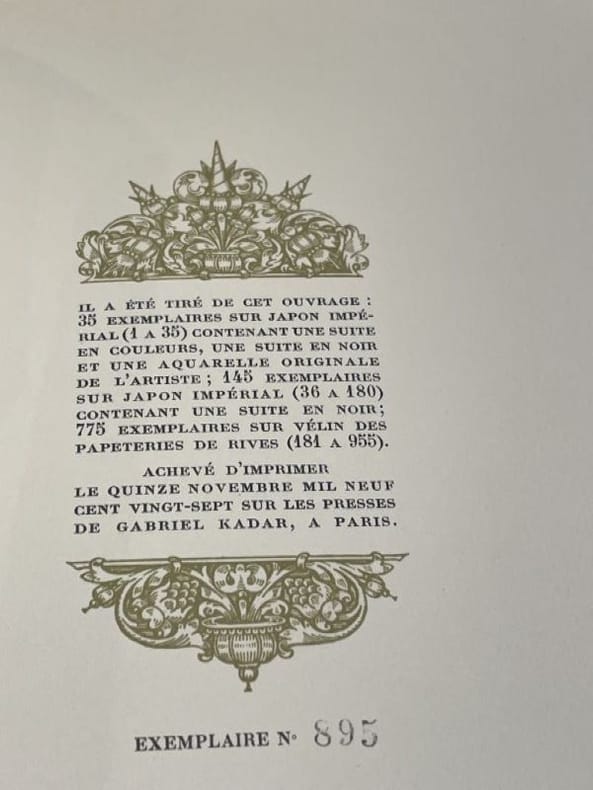 IL A ÉTÉ TIRÉ DE CET OUVRAGE :
35 EXEMPLAIRES SUR JAPON IMPÉ-
RIAL (1 A 35) CONTENANT UNE SUITE
EN COULEURS, UNE SUITE EN NOIR
ET UNE AQUARELLE ORIGINALE
DE L'ARTISTE ; 145 EXEMPLAIRES
SUR JAPON IMPÉRIAL (36 A 180)
CONTENANT UNE SUITE EN NOIR ;
775 EXEMPLAIRES SUR VÉLIN DES
PAPETERIES DE RIVES (181 A 955).
ACHEVÉ D'IMPRIMER
LE QUINZE NOVEMBRE MIL NEUF
CENT VINGT-SEPT SUR LES PRESSES
DE GABRIEL KADAR, A PARIS.
EXEMPLAIRE N° 895